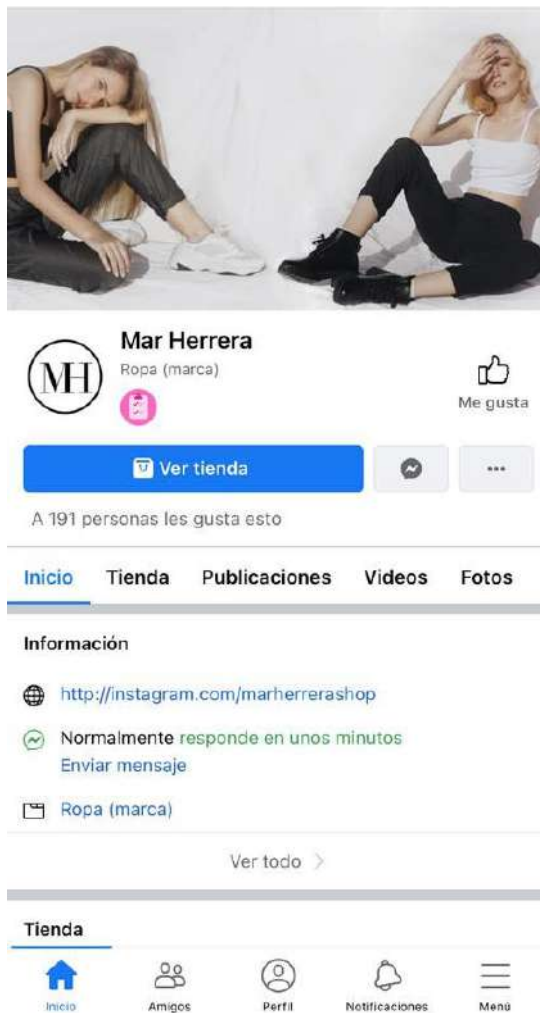 Mar Herrera
MH
Ropa (marca)
Me gusta
Ver tienda
A 191 personas les gusta esto
Inicio Tienda Publicaciones Videos Fotos
Información
http://instagram.com/marherrerashop
Normalmente responde en unos minutos
Enviar mensaje
Ropa (marca)
Ver todo
Tienda
Inicio Amigos Perfil Notificaciones Menú